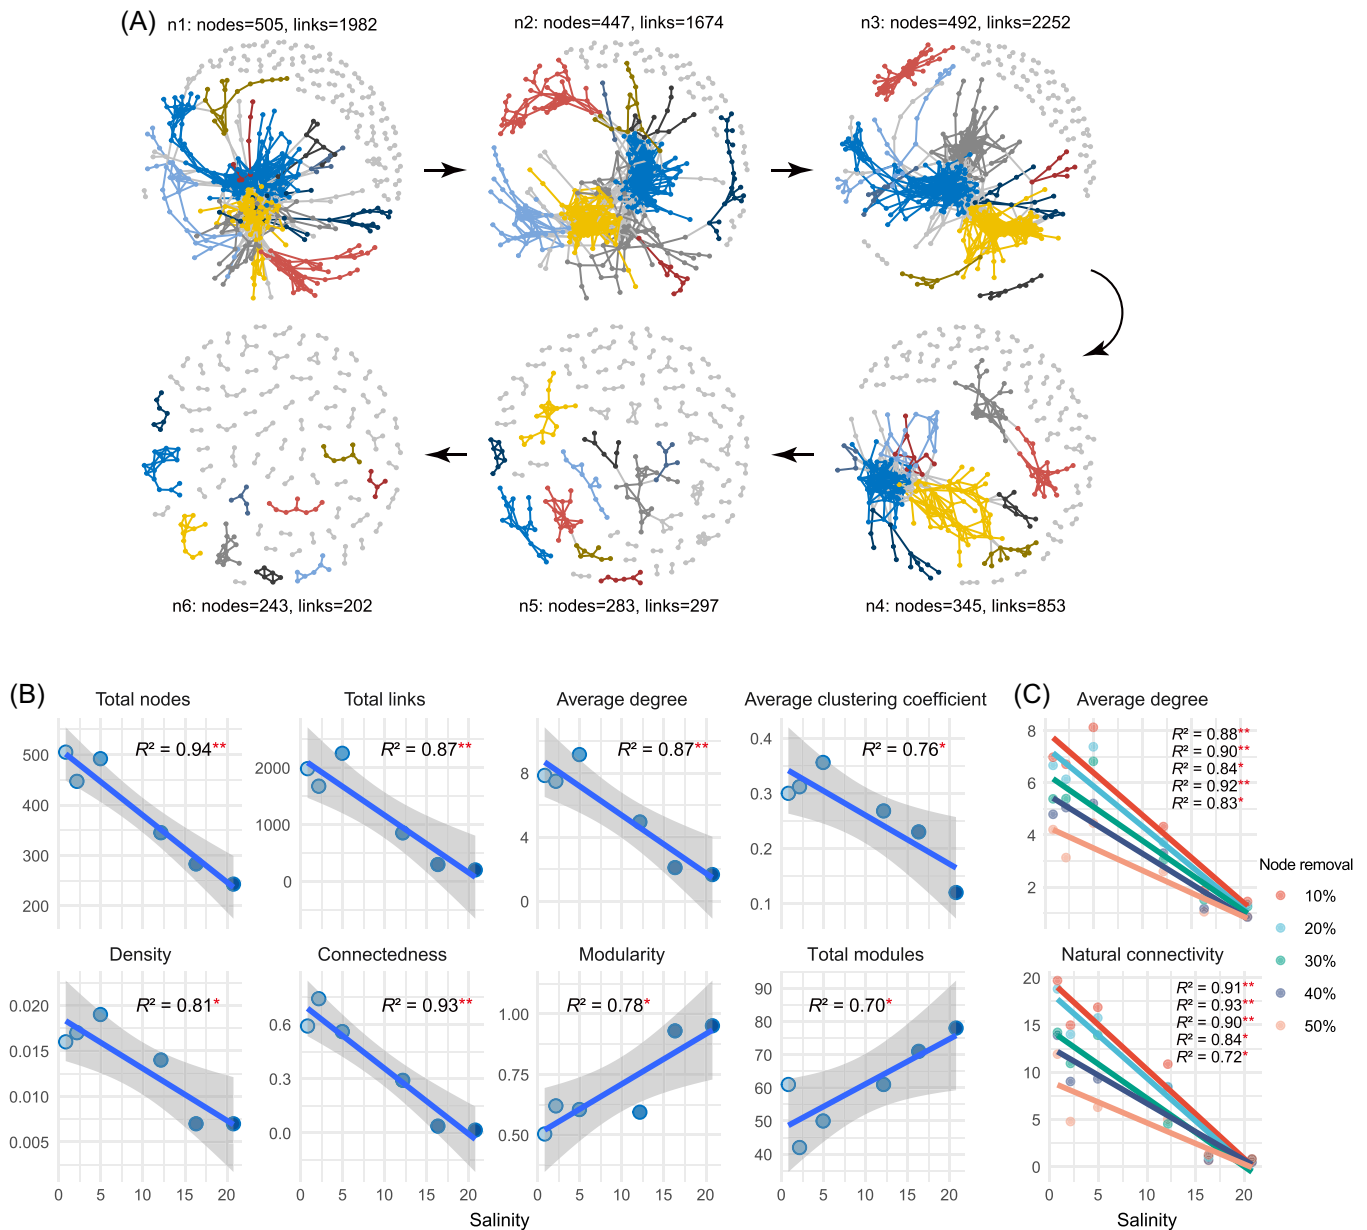 (A)
n1: nodes=505, links=1982
n2: nodes=447, links=1674
n3: nodes=492, links=2252
n6: nodes=243, links=202
n5: nodes=283, links=297
n4: nodes=345, links=853
(B)
Total nodes
R² = 0.94**
500
400
300
200
Total links
R² = 0.87**
2000
1000
0
Average degree
R² = 0.87**
8
4
0
Average clustering coefficient
R² = 0.76*
0.4
0.3
0.2
0.1
Density
R² = 0.81*
0.020
0.015
0.010
0.005
0 5 10 15 20
Connectedness
R² = 0.93**
0.6
0.3
0.0
0 5 10 15 20
Modularity
R² = 0.78*
1.00
0.75
0.50
0 5 10 15 20
Total modules
R² = 0.70*
90
80
70
60
50
40
0 5 10 15 20
Salinity
(C)
Average degree
R² = 0.88**
R² = 0.90**
R² = 0.84*
R² = 0.92**
R² = 0.83*
8
6
4
2
Natural connectivity
R² = 0.91**
R² = 0.93**
R² = 0.90**
R² = 0.84*
R² = 0.72*
20
15
10
5
0
0 5 10 15 20
Salinity
Node removal
10%
20%
30%
40%
50%